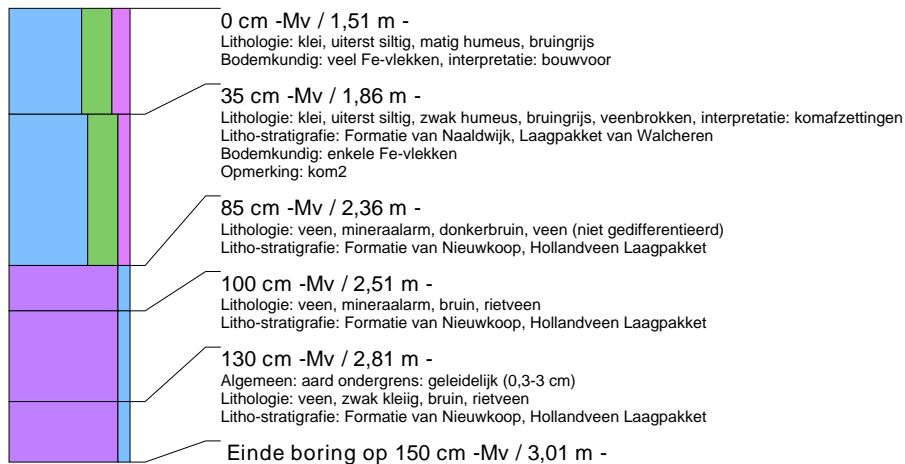 0 cm -Mv / 1,51 m -
Lithologie: klei, uiterst siltig, matig humeus, bruingrijs
Bodemkundig: veel Fe-vlekken, interpretatie: bouwvoor
35 cm -Mv / 1,86 m -
Lithologie: klei, uiterst siltig, zwak humeus, bruingrijs, veenbrokken, interpretatie: komafzettingen
Litho-stratigrafie: Formatie van Naaldwijk, Laagpakket van Walcheren
Bodemkundig: enkele Fe-vlekken
Opmerking: kom2
85 cm -Mv / 2,36 m -
Lithologie: veen, mineraalarm, donkerbruin, veen (niet gedifferentieerd)
Litho-stratigrafie: Formatie van Nieuwkoop, Hollandveen Laagpakket
100 cm -Mv / 2,51 m -
Lithologie: veen, mineraalarm, bruin, rietveen
Litho-stratigrafie: Formatie van Nieuwkoop, Hollandveen Laagpakket
130 cm -Mv / 2,81 m -
Algemeen: aard ondergrens: geleidelijk (0,3-3 cm)
Lithologie: veen, zwak kleiig, bruin, rietveen
Litho-stratigrafie: Formatie van Nieuwkoop, Hollandveen Laagpakket
Einde boring op 150 cm -Mv / 3,01 m -